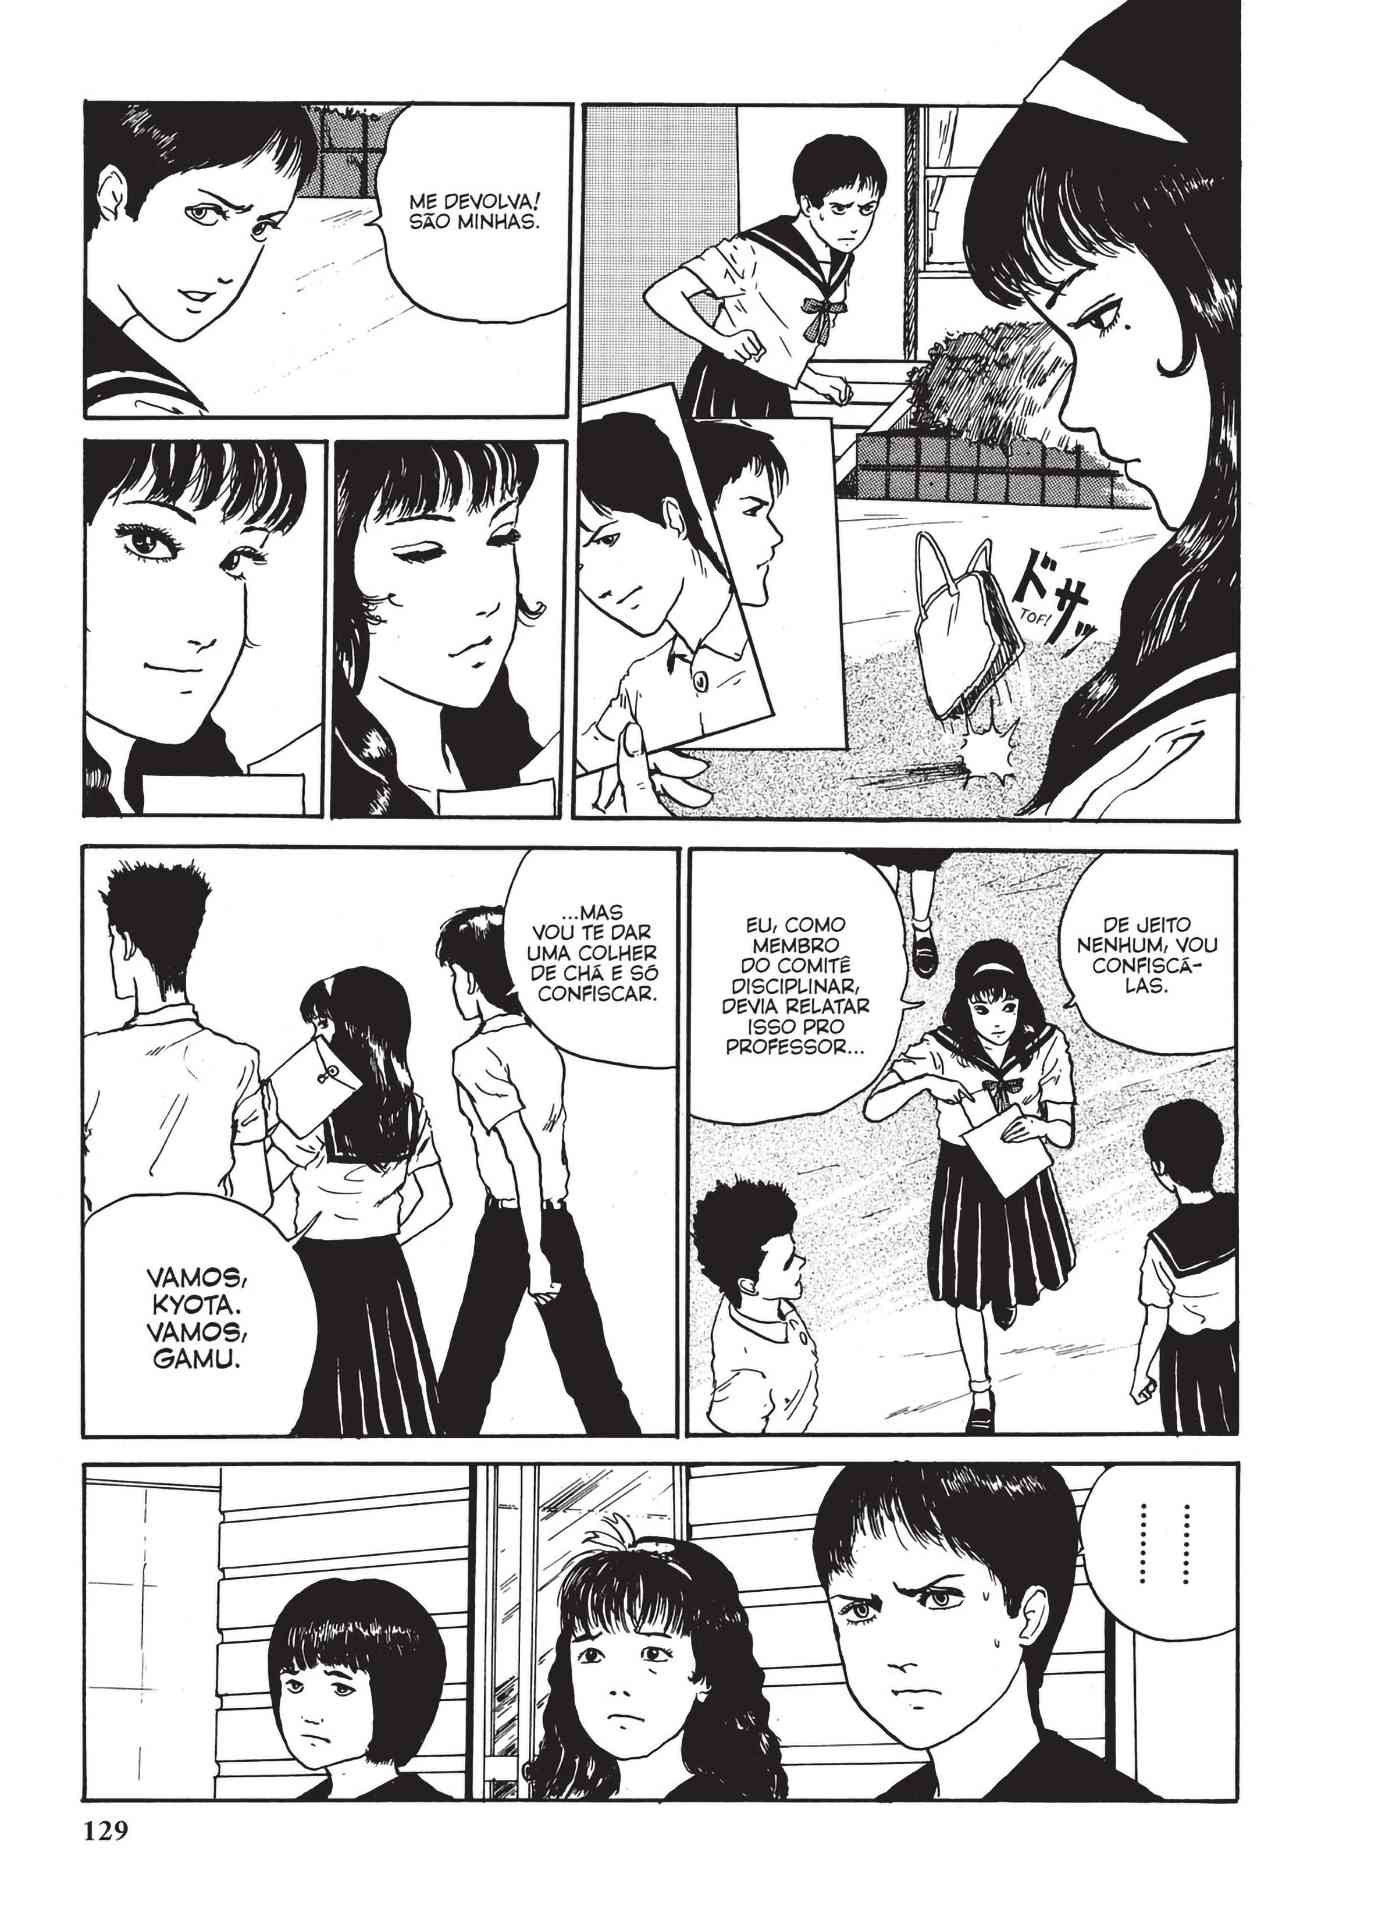 ドサッ
TOF!
ME DEVOLVA!
SÃO MINHAS.
DE JEITO
NENHUM, VOU
CONFISCÁ-
LAS.
EU, COMO
MEMBRO
DO COMITÊ
DISCIPLINAR,
DEVIA RELATAR
ISSO PRO
PROFESSOR...
...MAS
VOU TE DAR
UMA COLHER
DE CHÁ E SÓ
CONFISCAR.
VAMOS,
KYOTA.
VAMOS,
GAMU.
............
............
129